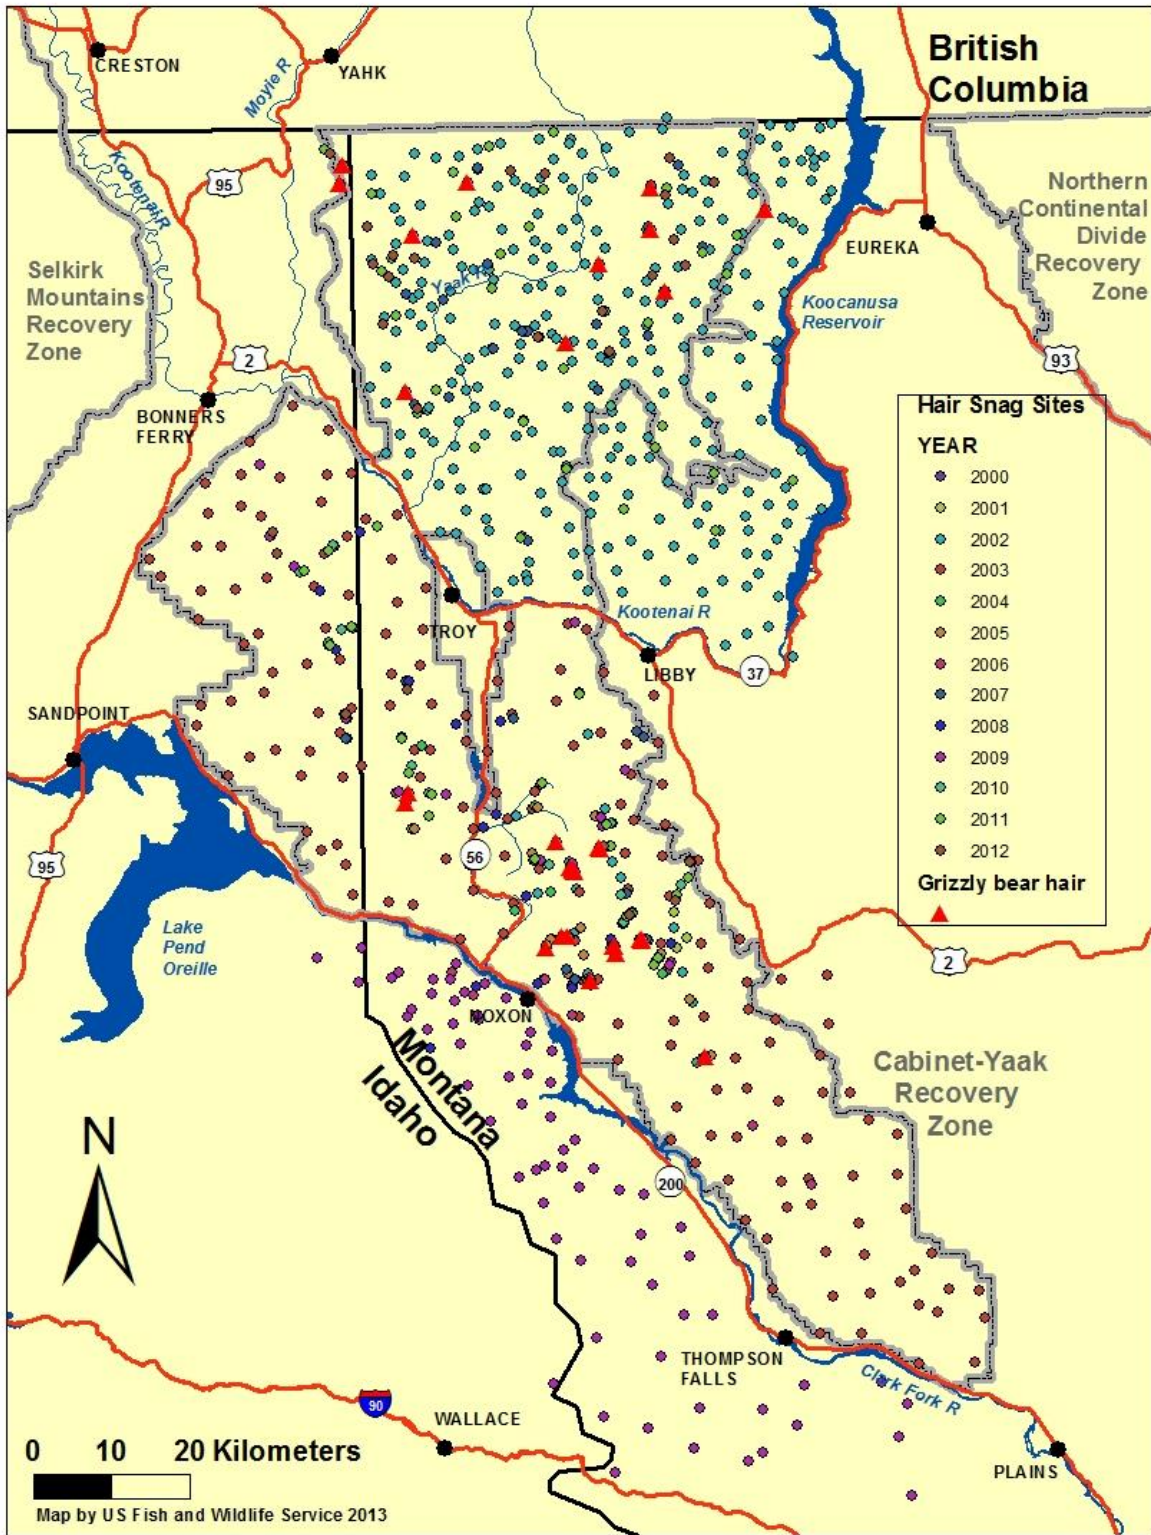 British
Columbia
CRESTON
YAHK
Moyie R
Kootenai R
95
Northern
Continental
Divide
Recovery
Zone
EUREKA
Selkirk
Mountains
Recovery
Zone
Yaak R
Koocanusa
Reservoir
2
93
BONNERS
FERRY
Hair Snag Sites
YEAR
2000
2001
2002
2003
2004
2005
2006
2007
2008
2009
2010
2011
2012
Grizzly bear hair
TROY
Kootenai R
LIBBY
37
SANDPOINT
56
95
Lake
Pend
Oreille
2
NOXON
Montana
Idaho
Cabinet-Yaak
Recovery
Zone
N
200
THOMPSON
FALLS
Clark Fork R
90
WALLACE
PLAINS
0 10 20 Kilometers
Map by US Fish and Wildlife Service 2013